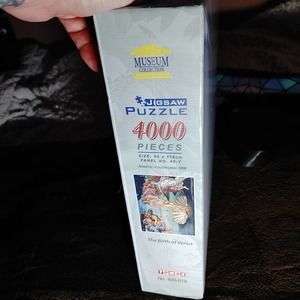 MUSEUM
COLLECTION
JIGSAW
PUZZLE
4000
PIECES
The Birth of Venus
TOMAX